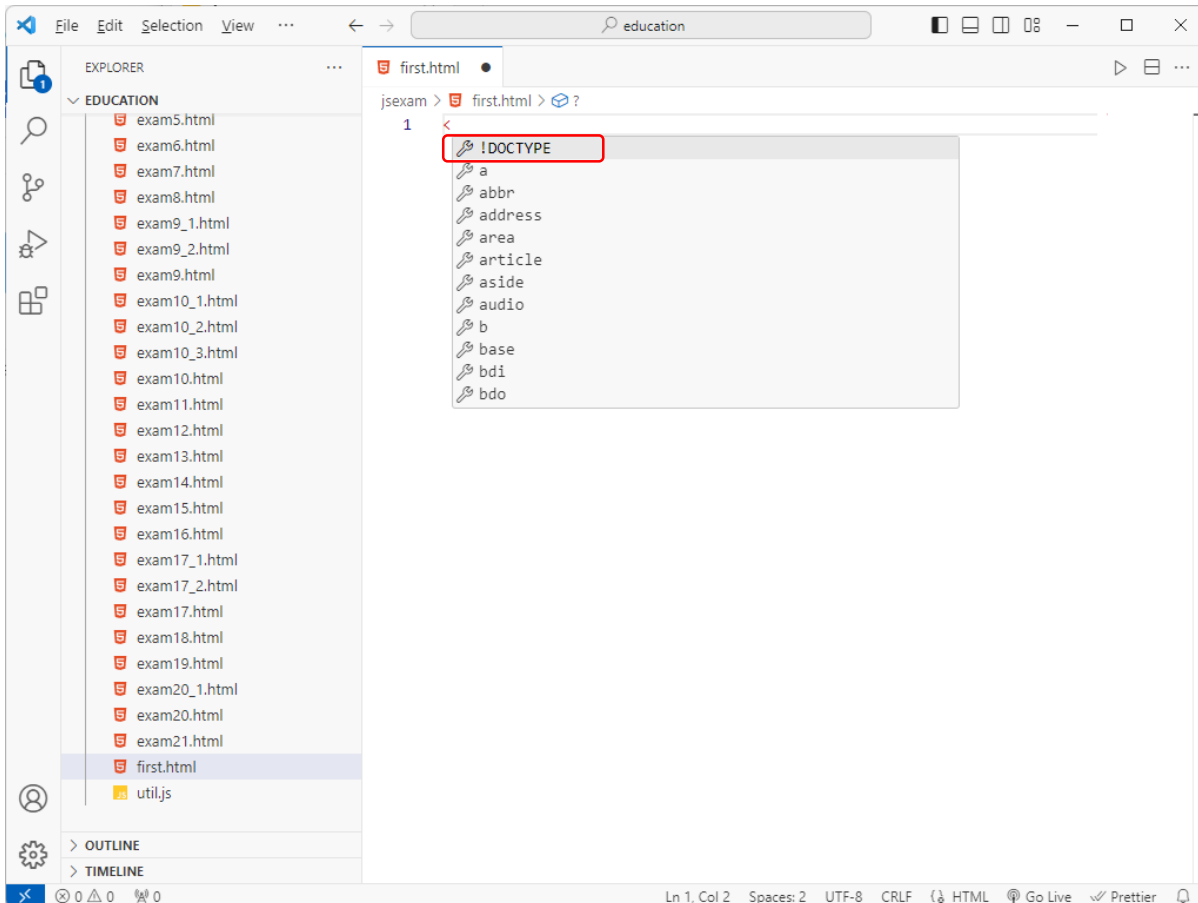 File Edit Selection View ··· education
EXPLORER ···
EDUCATION
exam5.html
exam6.html
exam7.html
exam8.html
exam9_1.html
exam9_2.html
exam9.html
exam10_1.html
exam10_2.html
exam10_3.html
exam10.html
exam11.html
exam12.html
exam13.html
exam14.html
exam15.html
exam16.html
exam17_1.html
exam17_2.html
exam17.html
exam18.html
exam19.html
exam20_1.html
exam20.html
exam21.html
first.html
JS util.js
OUTLINE
TIMELINE
1
first.html ● ···
jsexam > first.html > ?
1 <
!DOCTYPE
a
abbr
address
area
article
aside
audio
b
base
bdi
bdo
0 0 0 Ln 1, Col 2 Spaces: 2 UTF-8 CRLF HTML Go Live Prettier